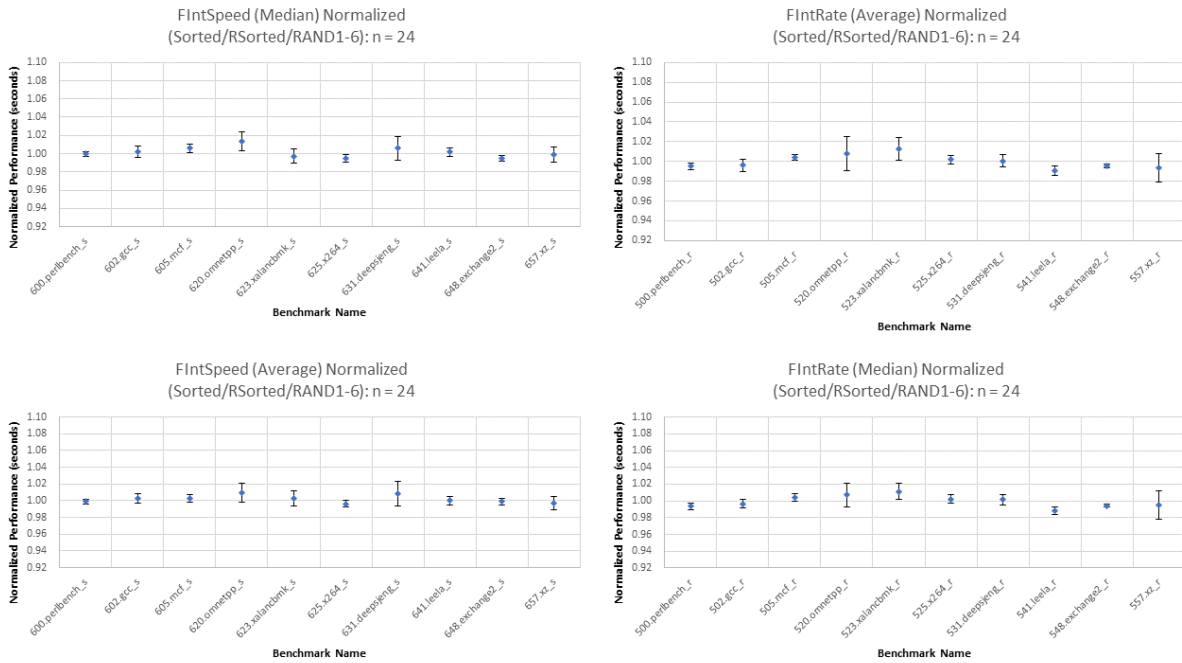 FIntSpeed (Median) Normalized
(Sorted/RSorted/RAND1-6): n = 24
Normalized Performance (seconds)
1.10
1.08
1.06
1.04
1.02
1.00
0.98
0.96
0.94
0.92
600.perlbench_s
602.gcc_s
605.mcf_s
620.omnetpp_s
623.xalancbmk_s
625.x264_s
631.deepsjeng_s
641.leela_s
648.exchange2_s
657.xz_s
Benchmark Name
FIntRate (Average) Normalized
(Sorted/RSorted/RAND1-6): n = 24
Normalized Performance (seconds)
1.10
1.08
1.06
1.04
1.02
1.00
0.98
0.96
0.94
0.92
500.perlbench_r
502.gcc_r
505.mcf_r
520.omnetpp_r
523.xalancbmk_r
525.x264_r
531.deepsjeng_r
541.leela_r
548.exchange2_r
557.xz_r
Benchmark Name
FIntSpeed (Average) Normalized
(Sorted/RSorted/RAND1-6): n = 24
Normalized Performance (seconds)
1.10
1.08
1.06
1.04
1.02
1.00
0.98
0.96
0.94
0.92
600.perlbench_s
602.gcc_s
605.mcf_s
620.omnetpp_s
623.xalancbmk_s
625.x264_s
631.deepsjeng_s
641.leela_s
648.exchange2_s
657.xz_s
Benchmark Name
FIntRate (Median) Normalized
(Sorted/RSorted/RAND1-6): n = 24
Normalized Performance (seconds)
1.10
1.08
1.06
1.04
1.02
1.00
0.98
0.96
0.94
0.92
500.perlbench_r
502.gcc_r
505.mcf_r
520.omnetpp_r
523.xalancbmk_r
525.x264_r
531.deepsjeng_r
541.leela_r
548.exchange2_r
557.xz_r
Benchmark Name